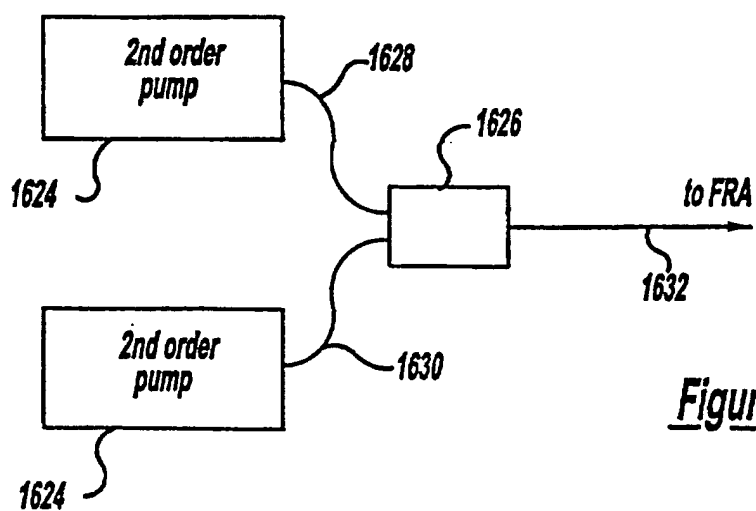 2nd order
pump
1628
1626
1624
to FRA
1632
2nd order
pump
1630
Figur
1624